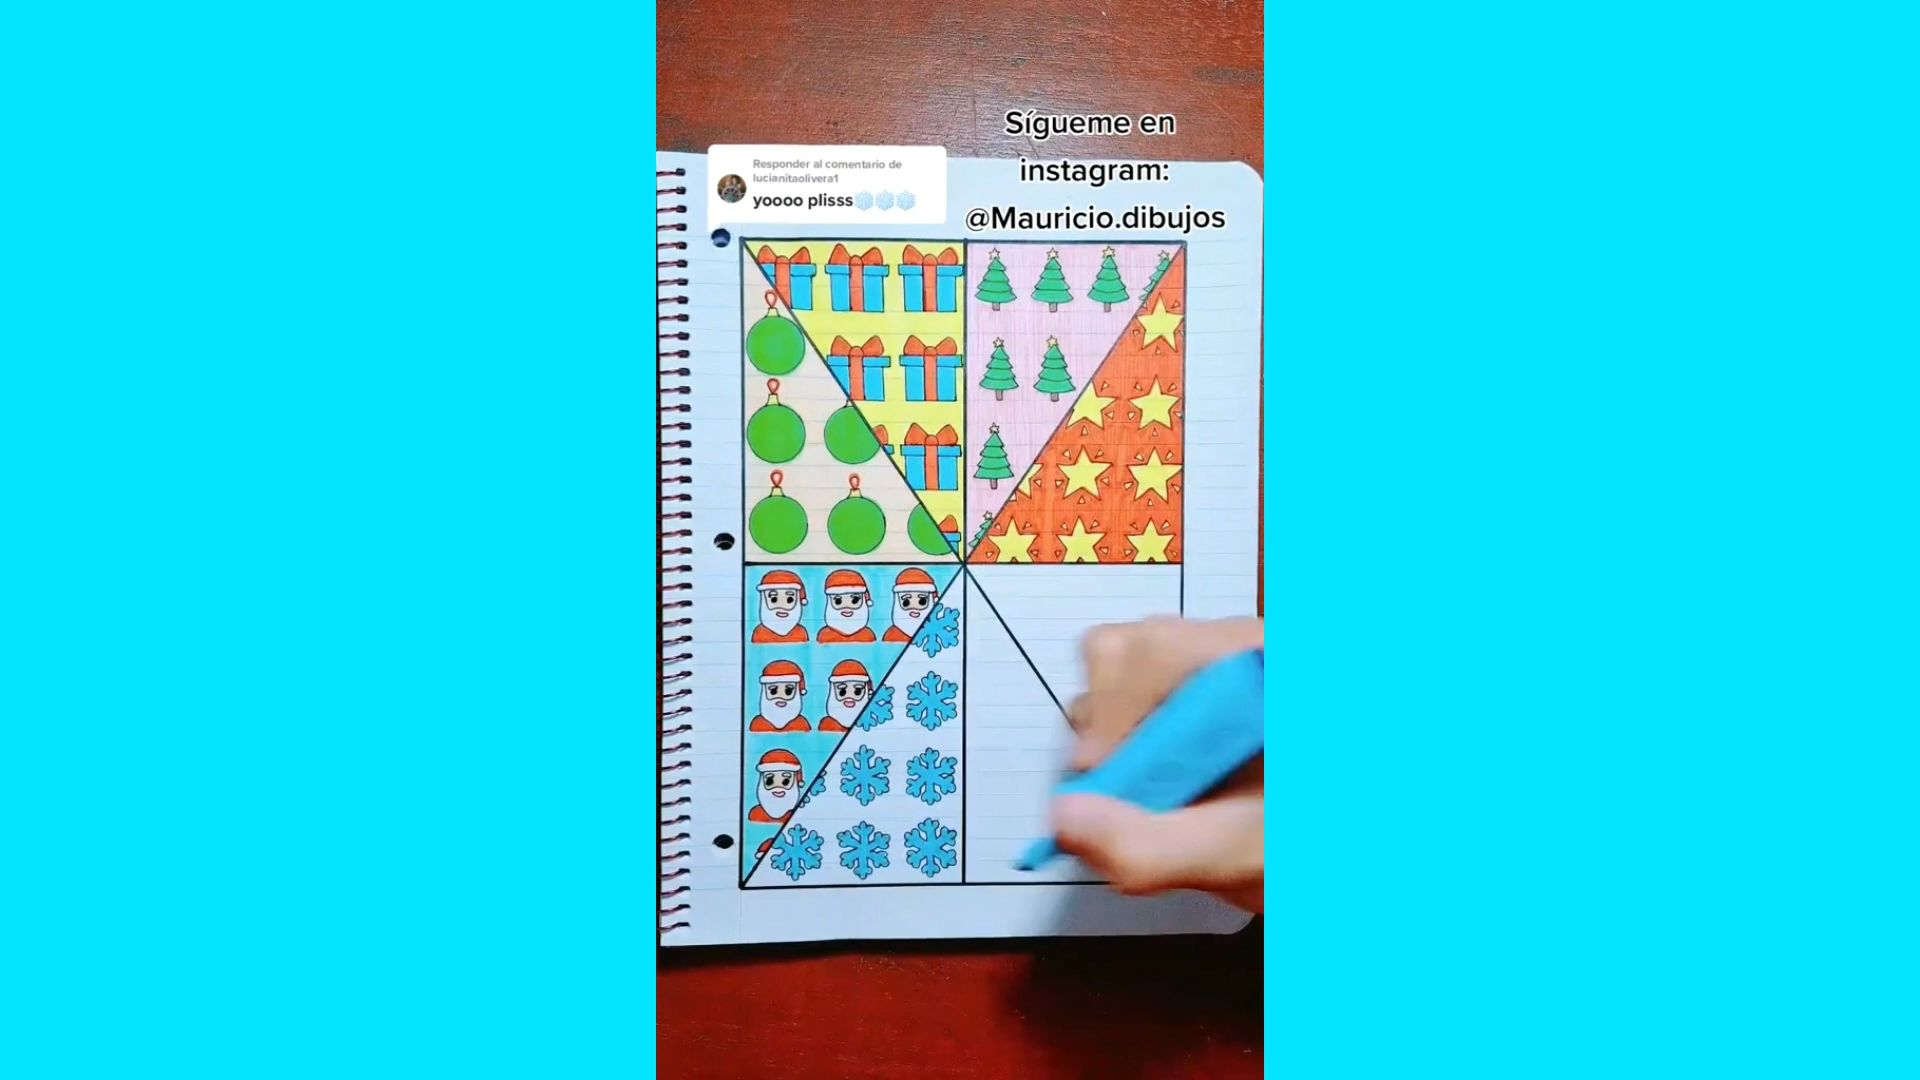 Sígueme en
instagram:
@Mauricio.dibujos
Responder al comentario de
lucianitaolivera1
yoooo plisss❄️❄️❄️